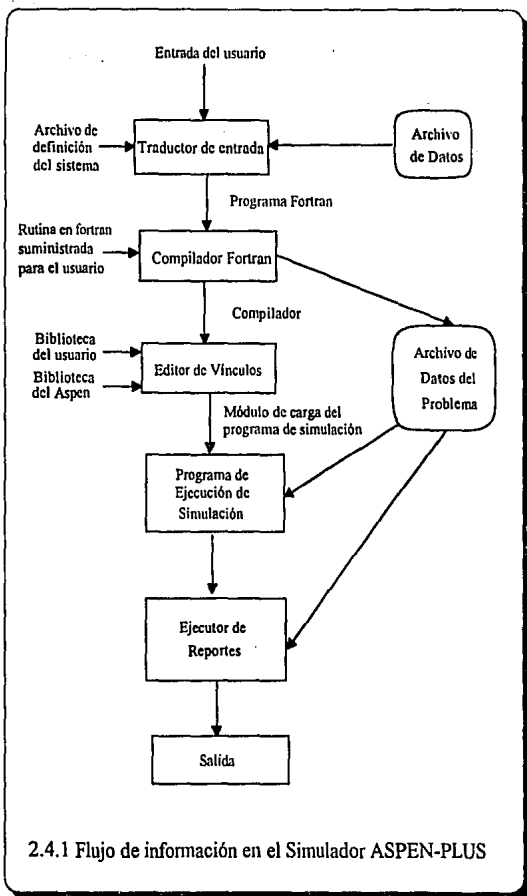 Entrada del usuario
Archivo de
definición
del sistema
Traductor de entrada
Archivo
de Datos
Programa Fortran
Rutina en fortran
suministrada
para el usuario
Compilador Fortran
Compilador
Biblioteca
del usuario
Biblioteca
del Aspen
Editor de Vínculos
Archivo de
Datos del
Problema
Módulo de carga del
programa de simulación
Programa de
Ejecución de
Simulación
Ejecutor de
Reportes
Salida
2.4.1 Flujo de información en el Simulador ASPEN-PLUS